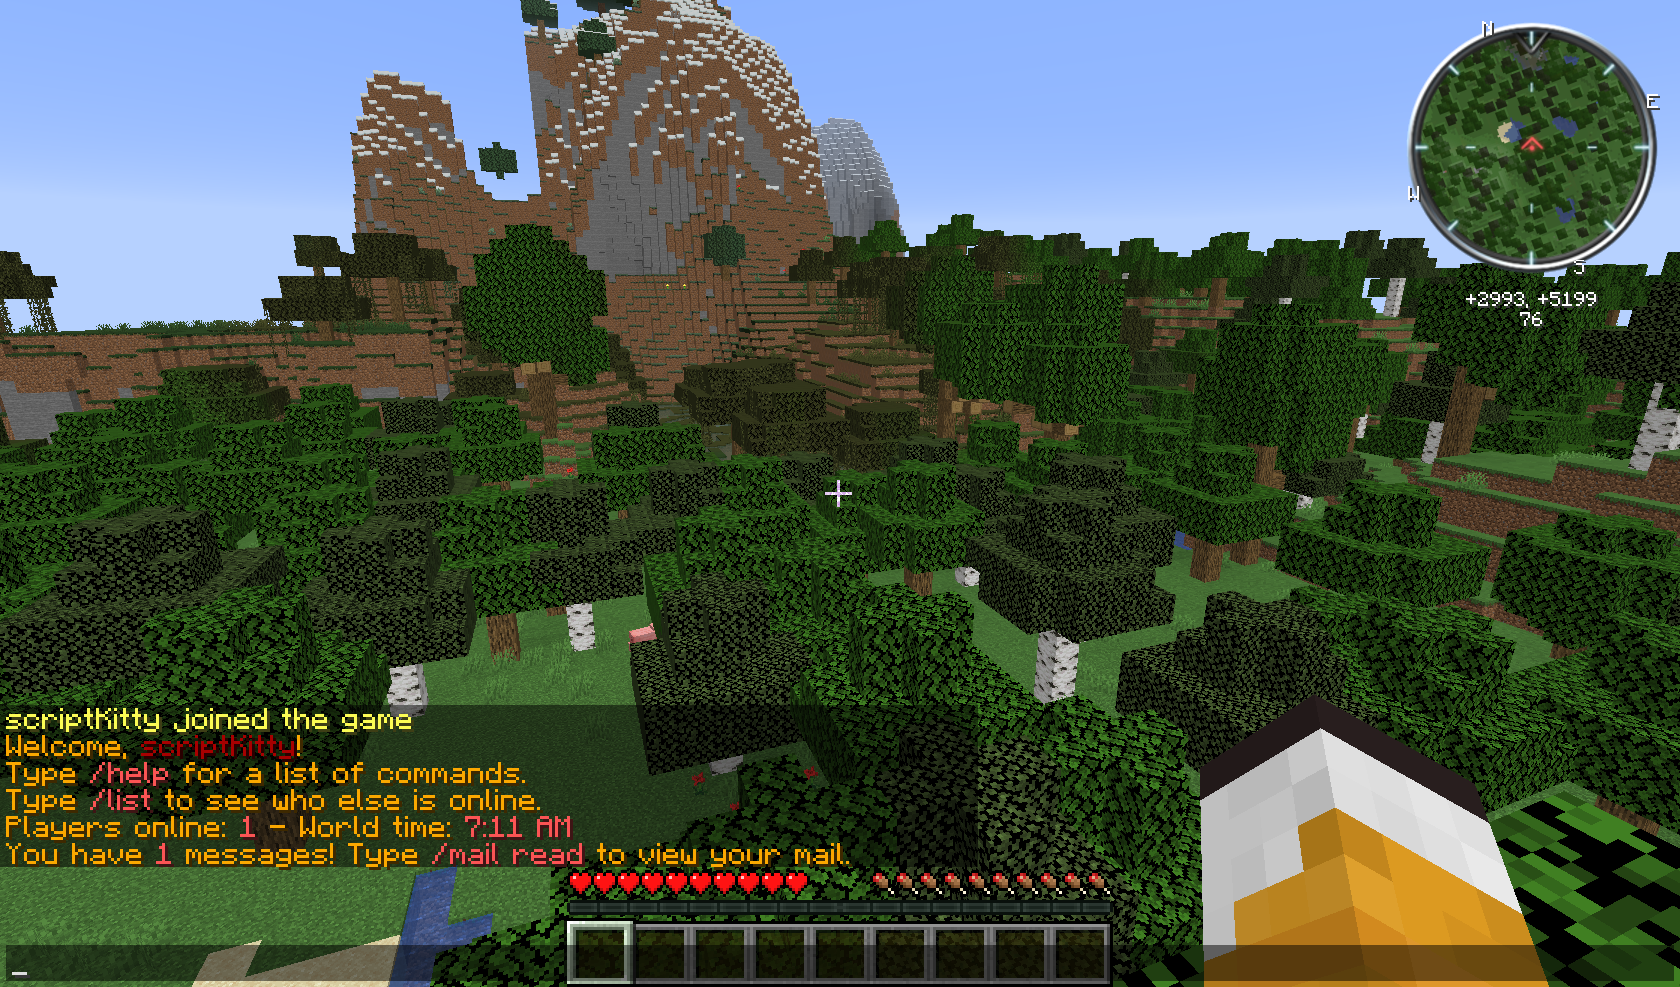 N
E
W
S
+2993, +5199
76
scriptKitty joined the game
Welcome, scriptKitty!
Type /help for a list of commands.
Type /list to see who else is online.
Players online: 1 - World time: 7:11 AM
You have 1 messages! Type /mail read to view your mail.
_